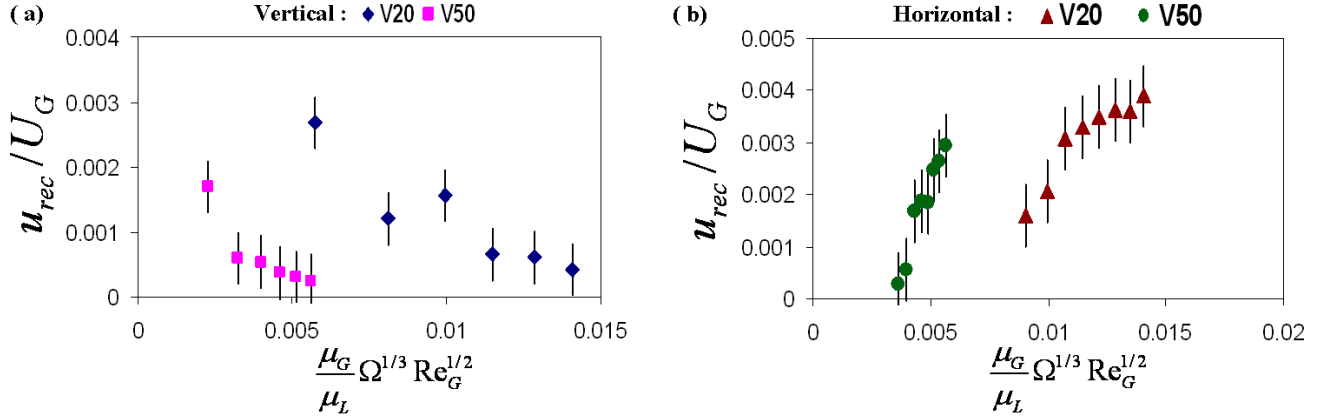 ( a) Vertical : V20 V50
0.004
0.003
0.002
0.001
0
u_rec / U_G
0 0.005 0.01 0.015
μ_G/μ_L Ω^1/3 Re_G^1/2
( b) Horizontal : V20 V50
0.005
0.004
0.003
0.002
0.001
0
u_rec / U_G
0 0.005 0.01 0.015 0.02
μ_G/μ_L Ω^1/3 Re_G^1/2